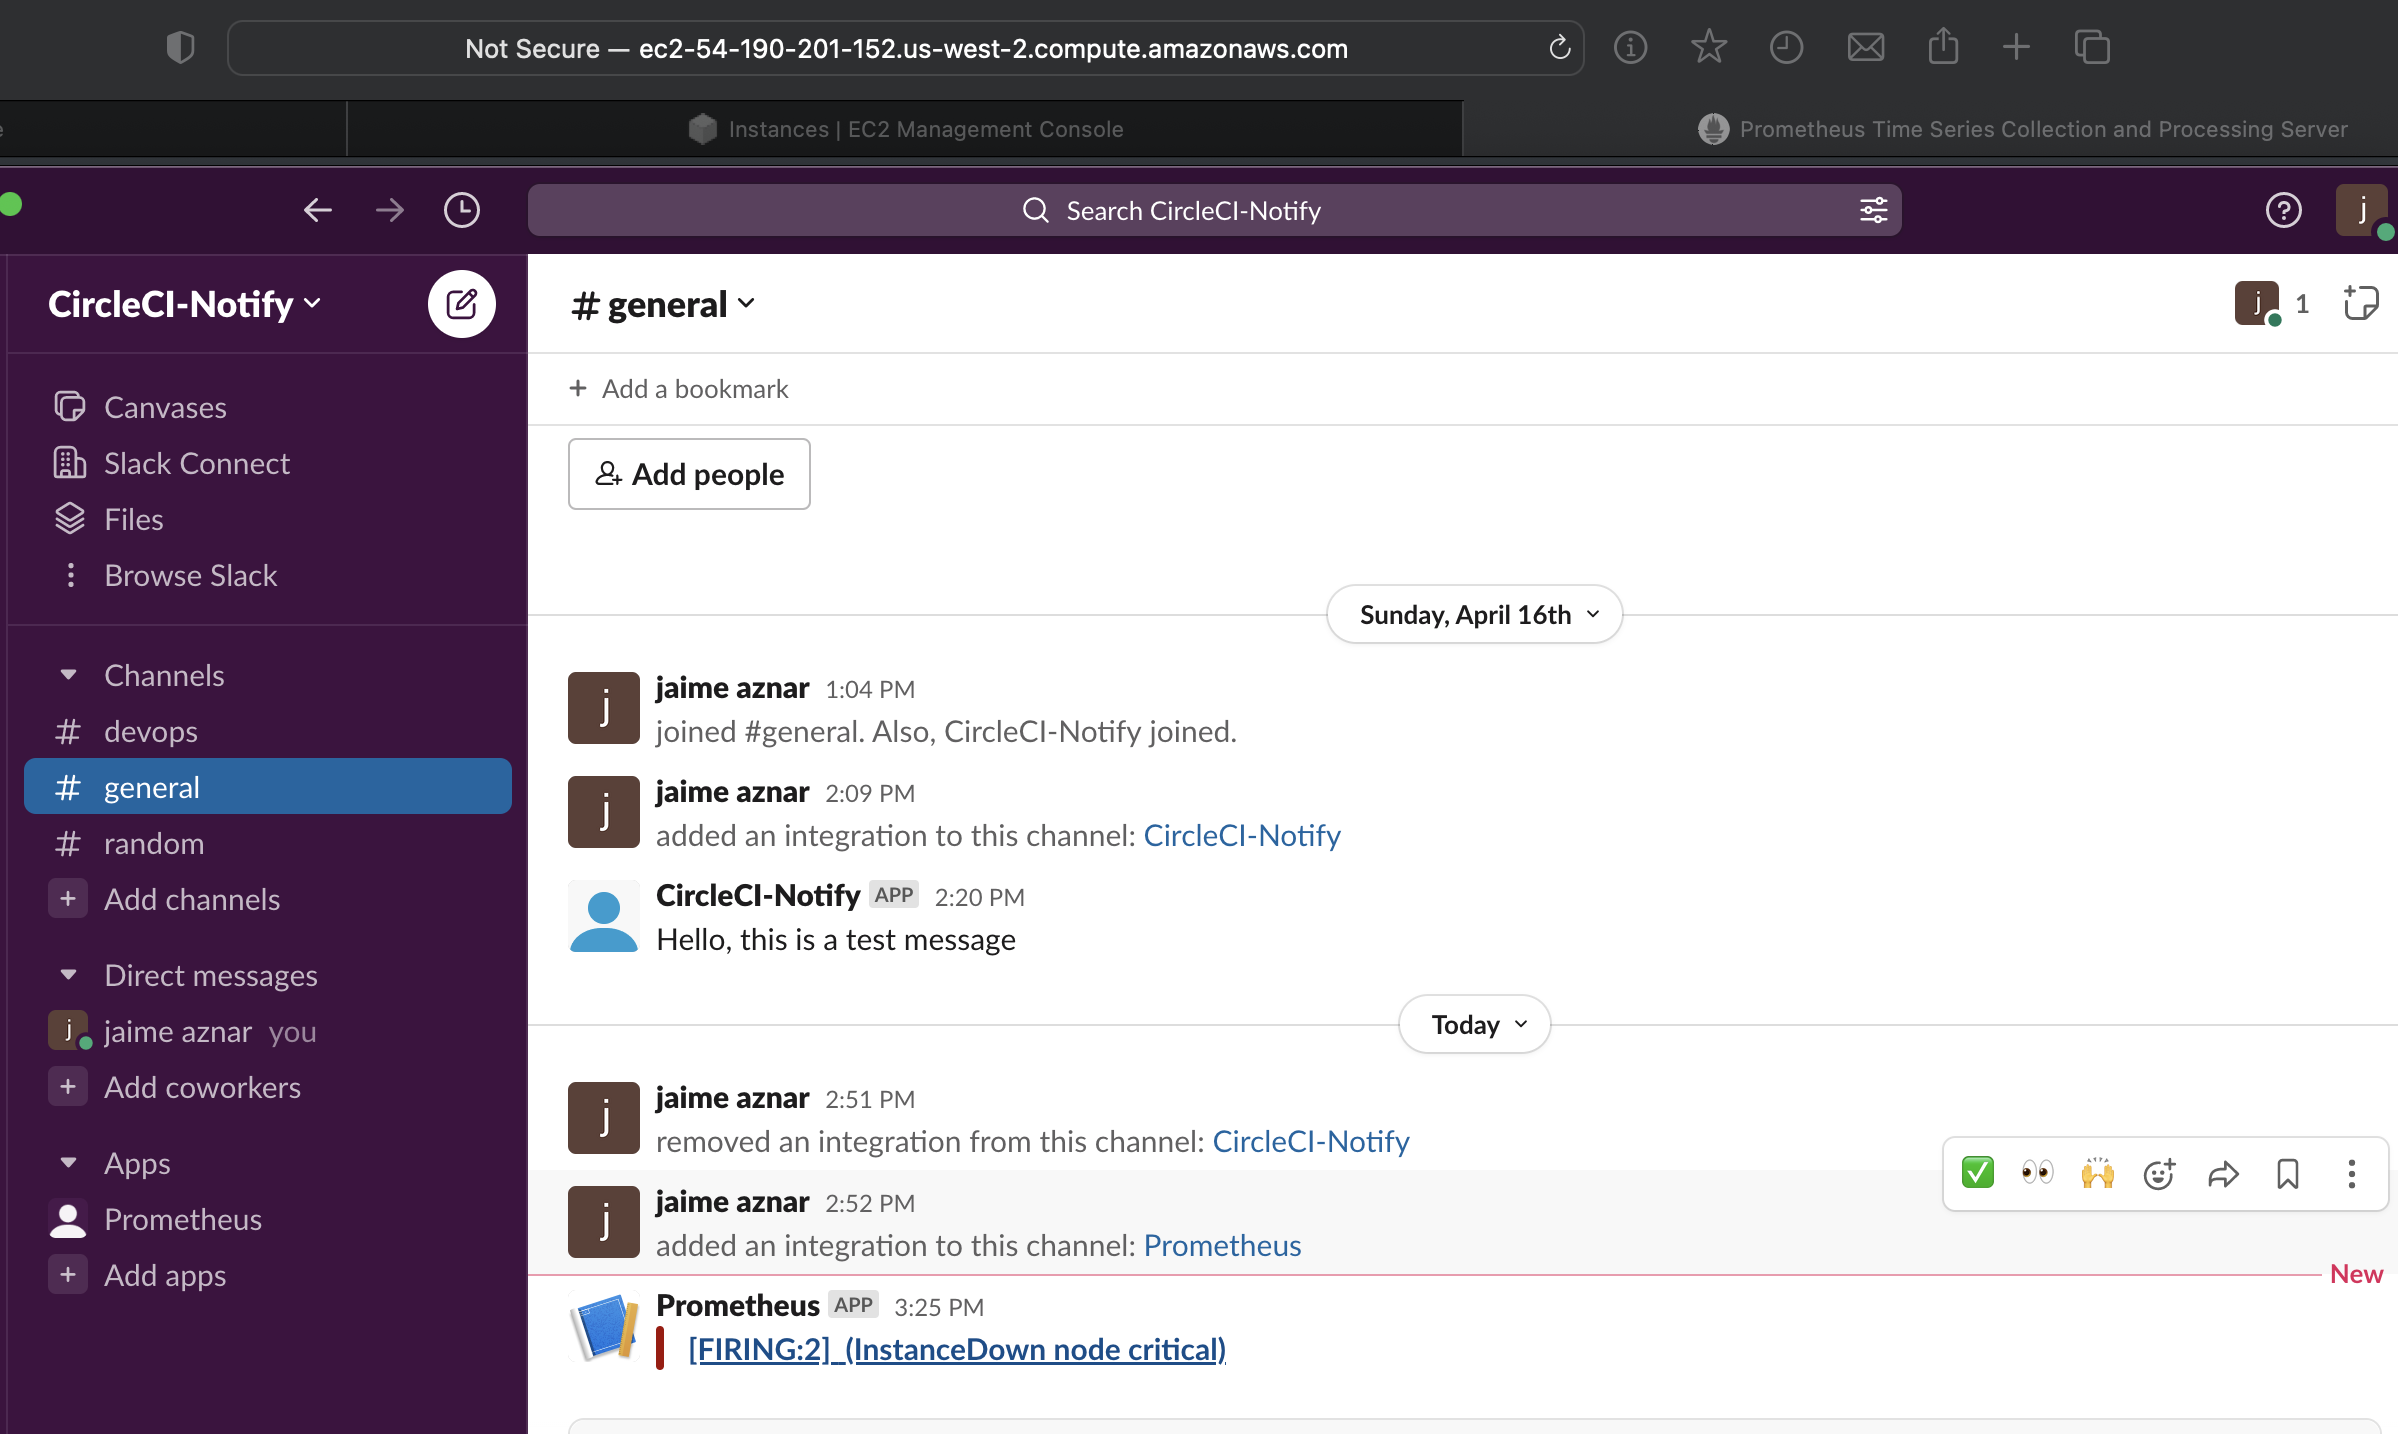 Not Secure — ec2-54-190-201-152.us-west-2.compute.amazonaws.com
Instances | EC2 Management Console
Prometheus Time Series Collection and Processing Server
Search CircleCI-Notify
j
CircleCI-Notify
# general
j 1
Canvases
Slack Connect
Files
Browse Slack
Channels
# devops
# general
# random
+ Add channels
Direct messages
j jaime aznar you
+ Add coworkers
Apps
Prometheus
+ Add apps
+ Add a bookmark
Add people
Sunday, April 16th
j
jaime aznar 1:04 PM
joined #general. Also, CircleCI-Notify joined.
j
jaime aznar 2:09 PM
added an integration to this channel: CircleCI-Notify
CircleCI-Notify APP 2:20 PM
Hello, this is a test message
Today
j
jaime aznar 2:51 PM
removed an integration from this channel: CircleCI-Notify
j
jaime aznar 2:52 PM
added an integration to this channel: Prometheus
New
Prometheus APP 3:25 PM
[FIRING:2] (InstanceDown node critical)